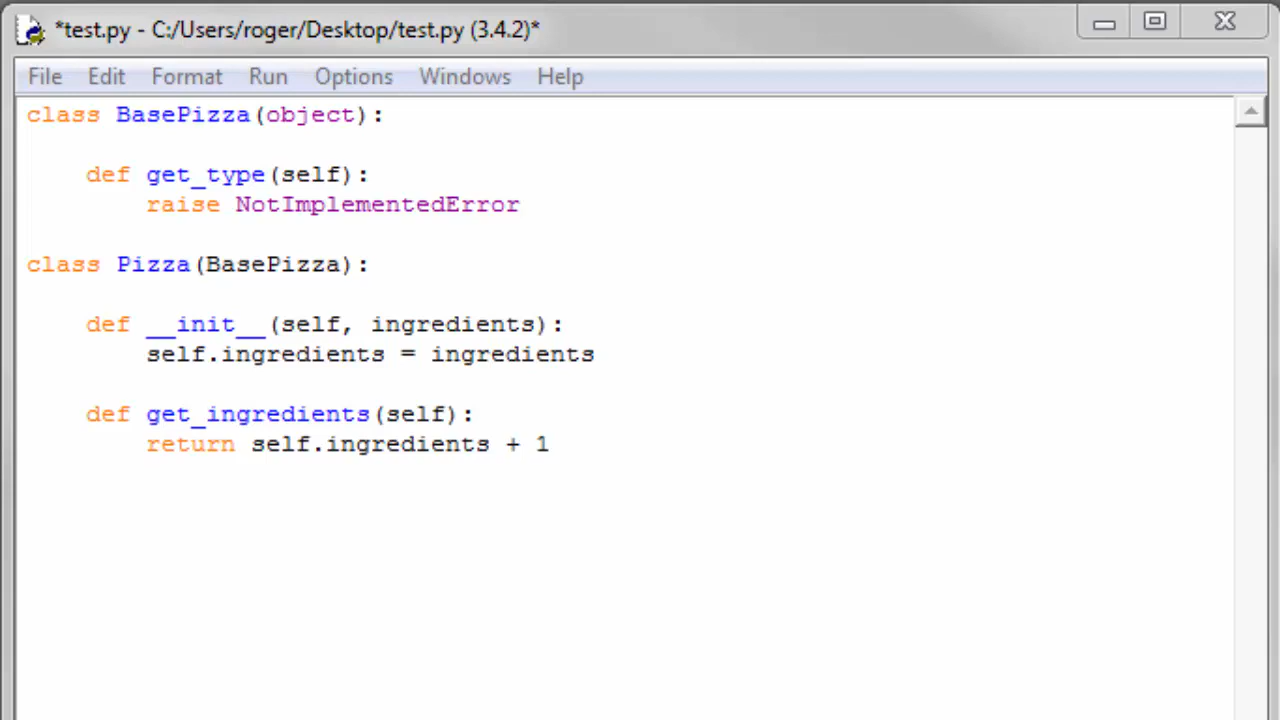 *test.py - C:/Users/roger/Desktop/test.py (3.4.2)*
File Edit Format Run Options Windows Help
class BasePizza(object):
def get_type(self):
raise NotImplementedError
class Pizza(BasePizza):
def __init__(self, ingredients):
self.ingredients = ingredients
def get_ingredients(self):
return self.ingredients + 1